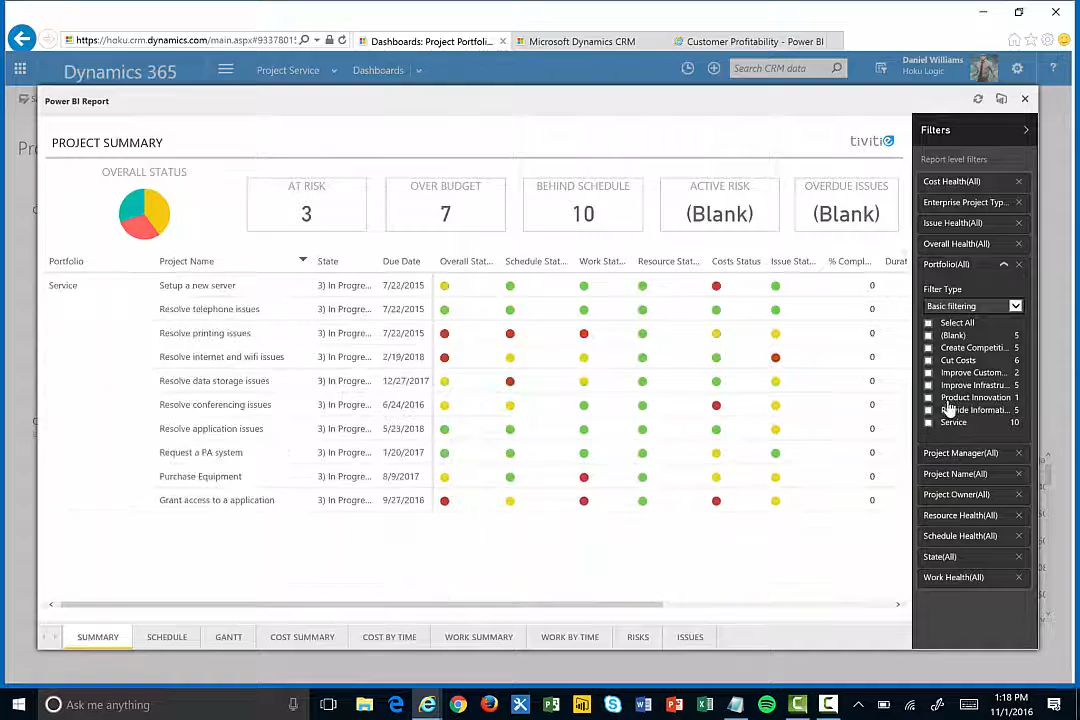 https://hoku.crm.dynamics.com/main.aspx#9337801
Dashboards: Project Portfoli...
Microsoft Dynamics CRM
Customer Profitability - Power BI
Dynamics 365
Project Service
Dashboards
Search CRM data
Daniel Williams
Hoku Logic
?
Power BI Report
PROJECT SUMMARY
tivitie
OVERALL STATUS
AT RISK
3
OVER BUDGET
7
BEHIND SCHEDULE
10
ACTIVE RISK
(Blank)
OVERDUE ISSUES
(Blank)
Portfolio Project Name State Due Date Overall Stat... Schedule Stat... Work Stat... Resource Stat... Costs Status Issue Stat... % Compl... Durat
Service Setup a new server 3) In Progre... 7/22/2015 0
Resolve telephone issues 3) In Progre... 7/22/2015 0
Resolve printing issues 3) In Progre... 7/22/2015 0
Resolve internet and wifi issues 3) In Progre... 2/19/2018 0
Resolve data storage issues 3) In Progre... 12/27/2017 0
Resolve conferencing issues 3) In Progre... 6/24/2016 0
Resolve application issues 3) In Progre... 5/23/2018 0
Request a PA system 3) In Progre... 1/20/2017 0
Purchase Equipment 3) In Progre... 8/9/2017 0
Grant access to a application 3) In Progre... 9/27/2016 0
Filters
Report level filters
Cost Health(All)
Enterprise Project Typ...
Issue Health(All)
Overall Health(All)
Portfolio(All)
Filter Type
Basic filtering
Select All
(Blank) 5
Create Competiti... 5
Cut Costs 6
Improve Custom... 2
Improve Infrastru... 5
Product Innovation 1
Informati... 5
Service 10
Project Manager(All)
Project Name(All)
Project Owner(All)
Resource Health(All)
Schedule Health(All)
State(All)
Work Health(All)
SUMMARY
SCHEDULE
GANTT
COST SUMMARY
COST BY TIME
WORK SUMMARY
WORK BY TIME
RISKS
ISSUES
Ask me anything
1:18 PM
11/1/2016